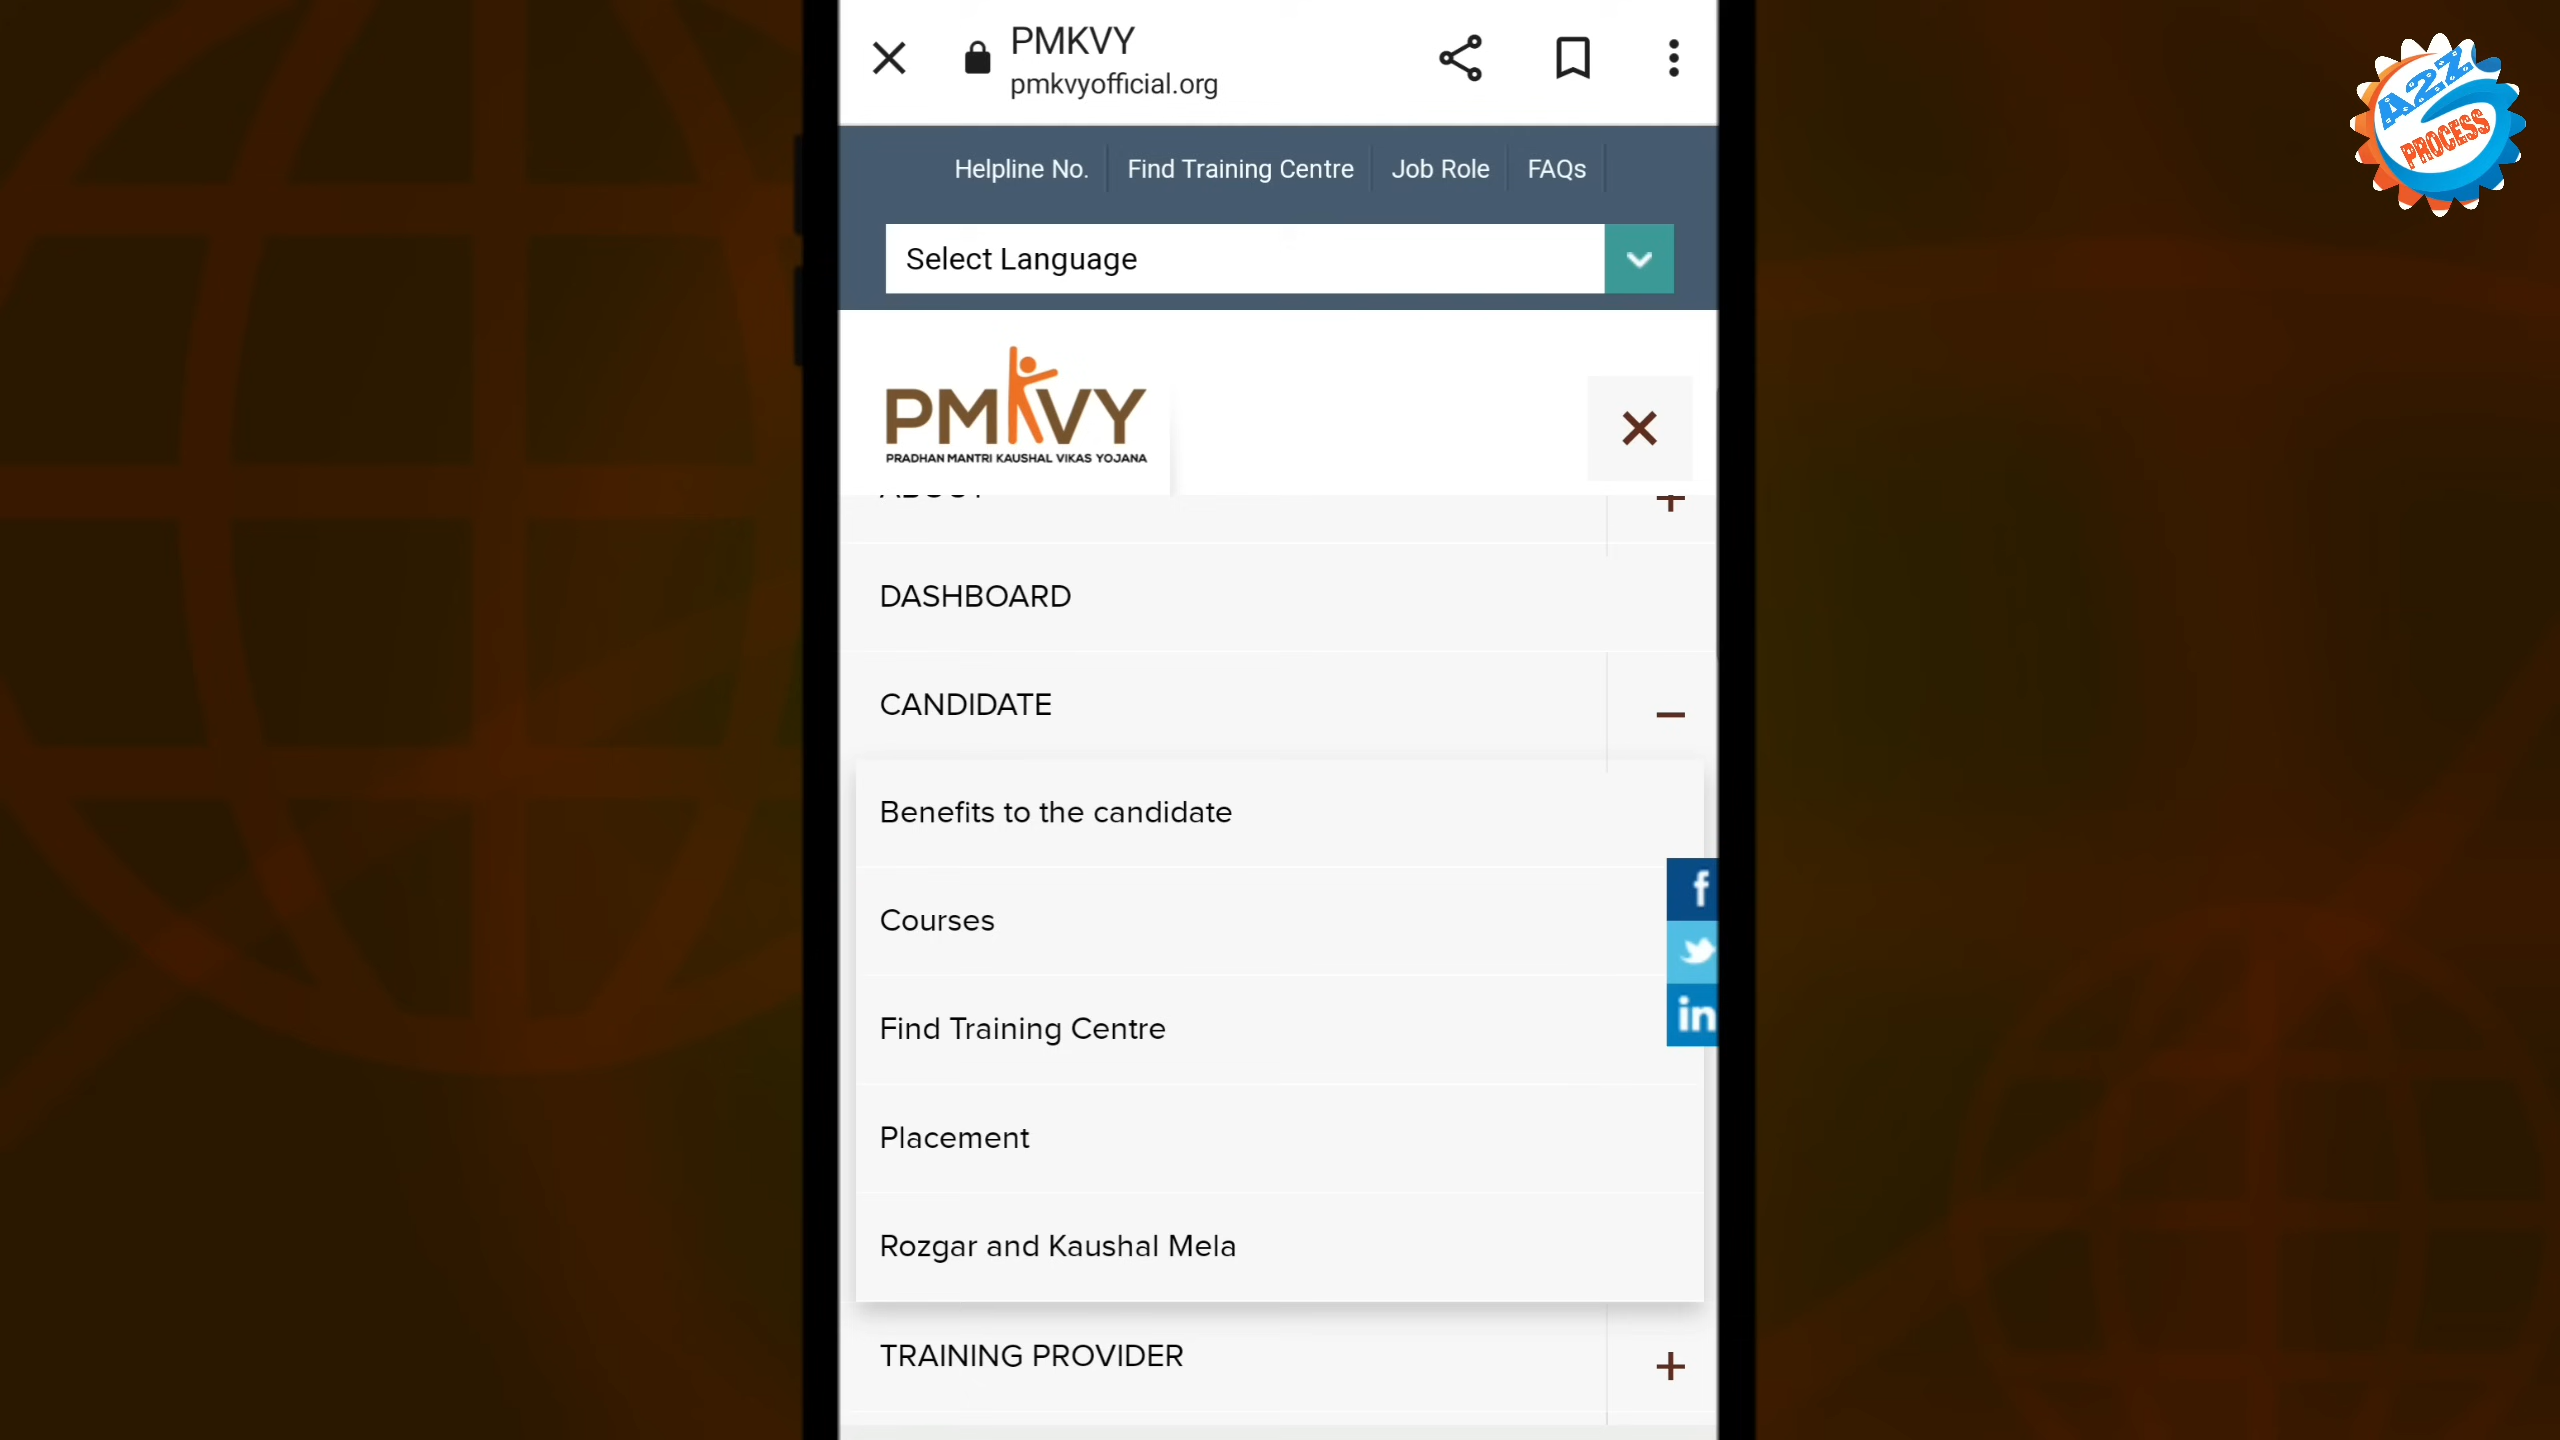 PMKVY
pmkvyofficial.org
A2Z
PROCESS
Helpline No. Find Training Centre Job Role FAQs
Select Language
PMKVY
PRADHAN MANTRI KAUSHAL VIKAS YOJANA
ABOUT
DASHBOARD
CANDIDATE
Benefits to the candidate
Courses
Find Training Centre
Placement
Rozgar and Kaushal Mela
TRAINING PROVIDER
f
in